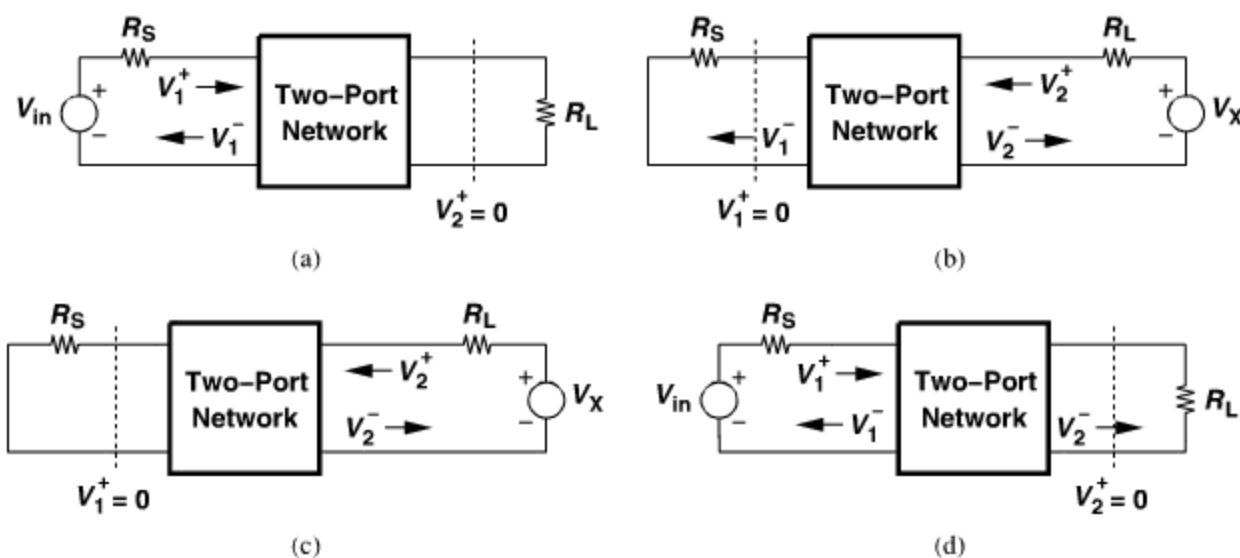 R_S
V_1^+
V_in
+
−
V_1^-
Two−Port
Network
R_L
V_2^+ = 0
(a)
R_S
R_L
V_1^-
Two−Port
Network
V_2^+
V_2^-
+
−
V_X
V_1^+ = 0
(b)
R_S
R_L
Two−Port
Network
V_2^+
V_2^-
+
−
V_X
V_1^+ = 0
(c)
R_S
V_1^+
V_in
+
−
V_1^-
Two−Port
Network
V_2^-
R_L
V_2^+ = 0
(d)